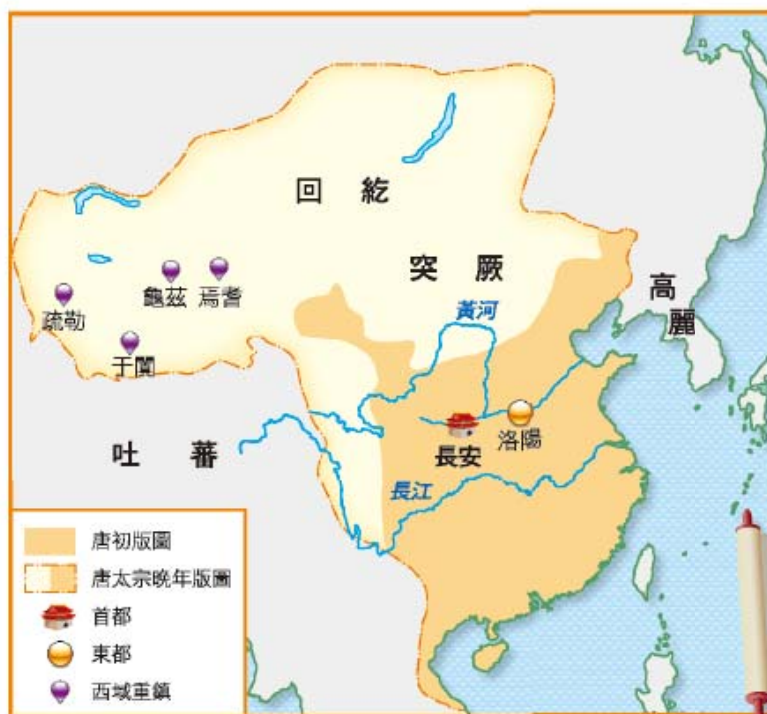 回紇
突厥
高麗
黃河
龜茲
焉耆
疏勒
于闐
洛陽
長安
吐蕃
長江
唐初版圖
唐太宗晚年版圖
首都
東都
西域重鎮